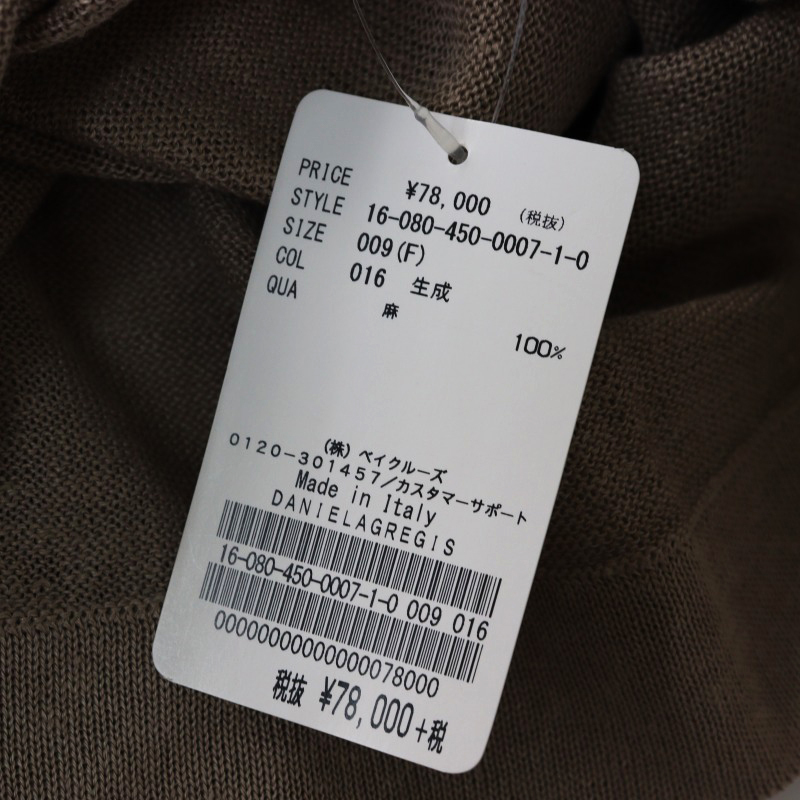 PRICE ¥78,000 (税抜)
STYLE 16-080-450-0007-1-0
SIZE 009(F)
COL 016 生成
QUA 麻 100%
(株)ベイクルーズ
0120-301457/カスタマーサポート
Made in Italy
DANIELAGREGIS
16-080-450-0007-1-0 009 016
00000000000000078000
税抜 ¥78,000+税